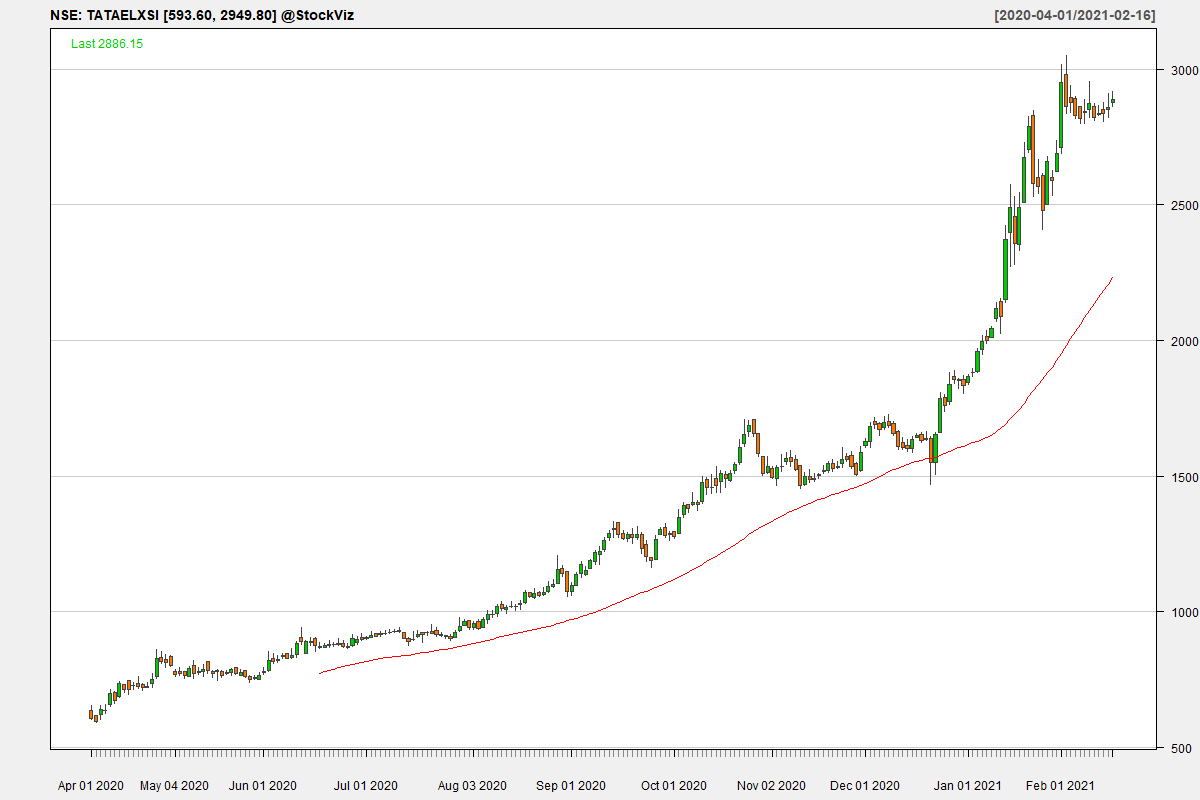 NSE: TATAELXSI [593.60, 2949.80] @StockViz
[2020-04-01/2021-02-16]
Last 2886.15
3000
2500
2000
1500
1000
500
Apr 01 2020 May 04 2020 Jun 01 2020 Jul 01 2020 Aug 03 2020 Sep 01 2020 Oct 01 2020 Nov 02 2020 Dec 01 2020 Jan 01 2021 Feb 01 2021